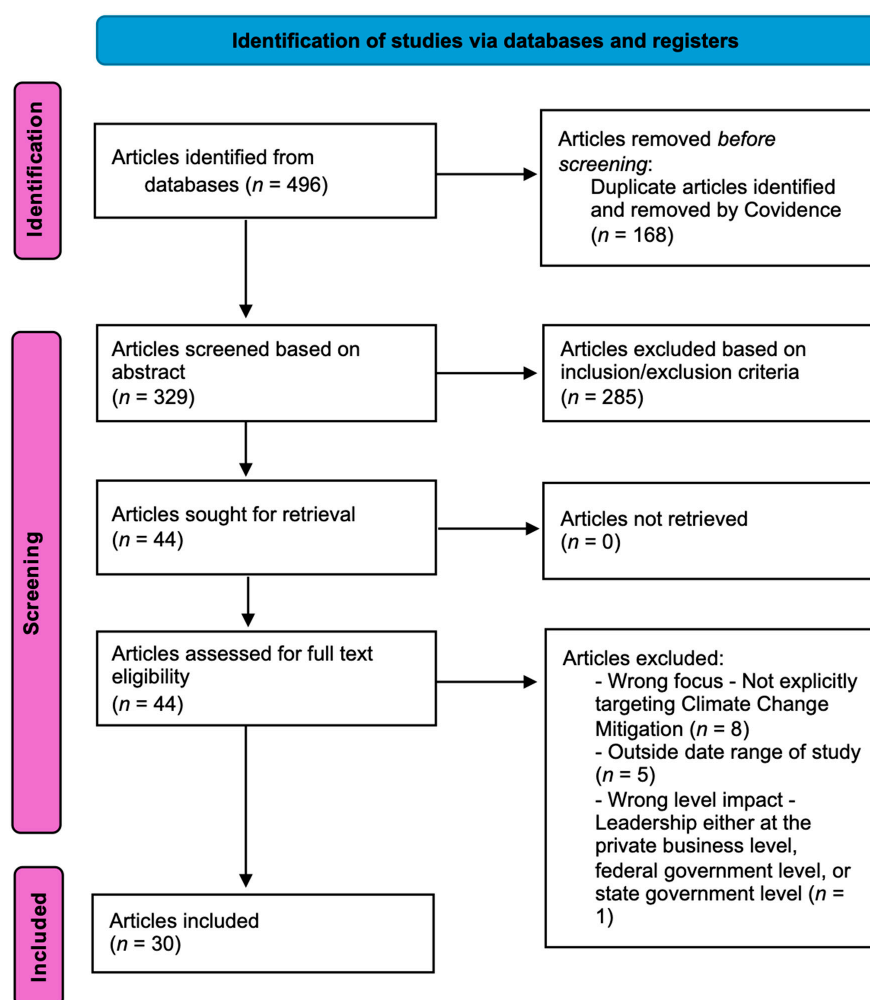 Identification of studies via databases and registers
Identification
Articles identified from
databases (n = 496)
Articles removed before
screening:
Duplicate articles identified
and removed by Covidence
(n = 168)
Screening
Articles screened based on
abstract
(n = 329)
Articles excluded based on
inclusion/exclusion criteria
(n = 285)
Articles sought for retrieval
(n = 44)
Articles not retrieved
(n = 0)
Articles assessed for full text
eligibility
(n = 44)
Articles excluded:
- Wrong focus - Not explicitly
targeting Climate Change
Mitigation (n = 8)
- Outside date range of study
(n = 5)
- Wrong level impact -
Leadership either at the
private business level,
federal government level, or
state government level (n =
1)
Included
Articles included
(n = 30)